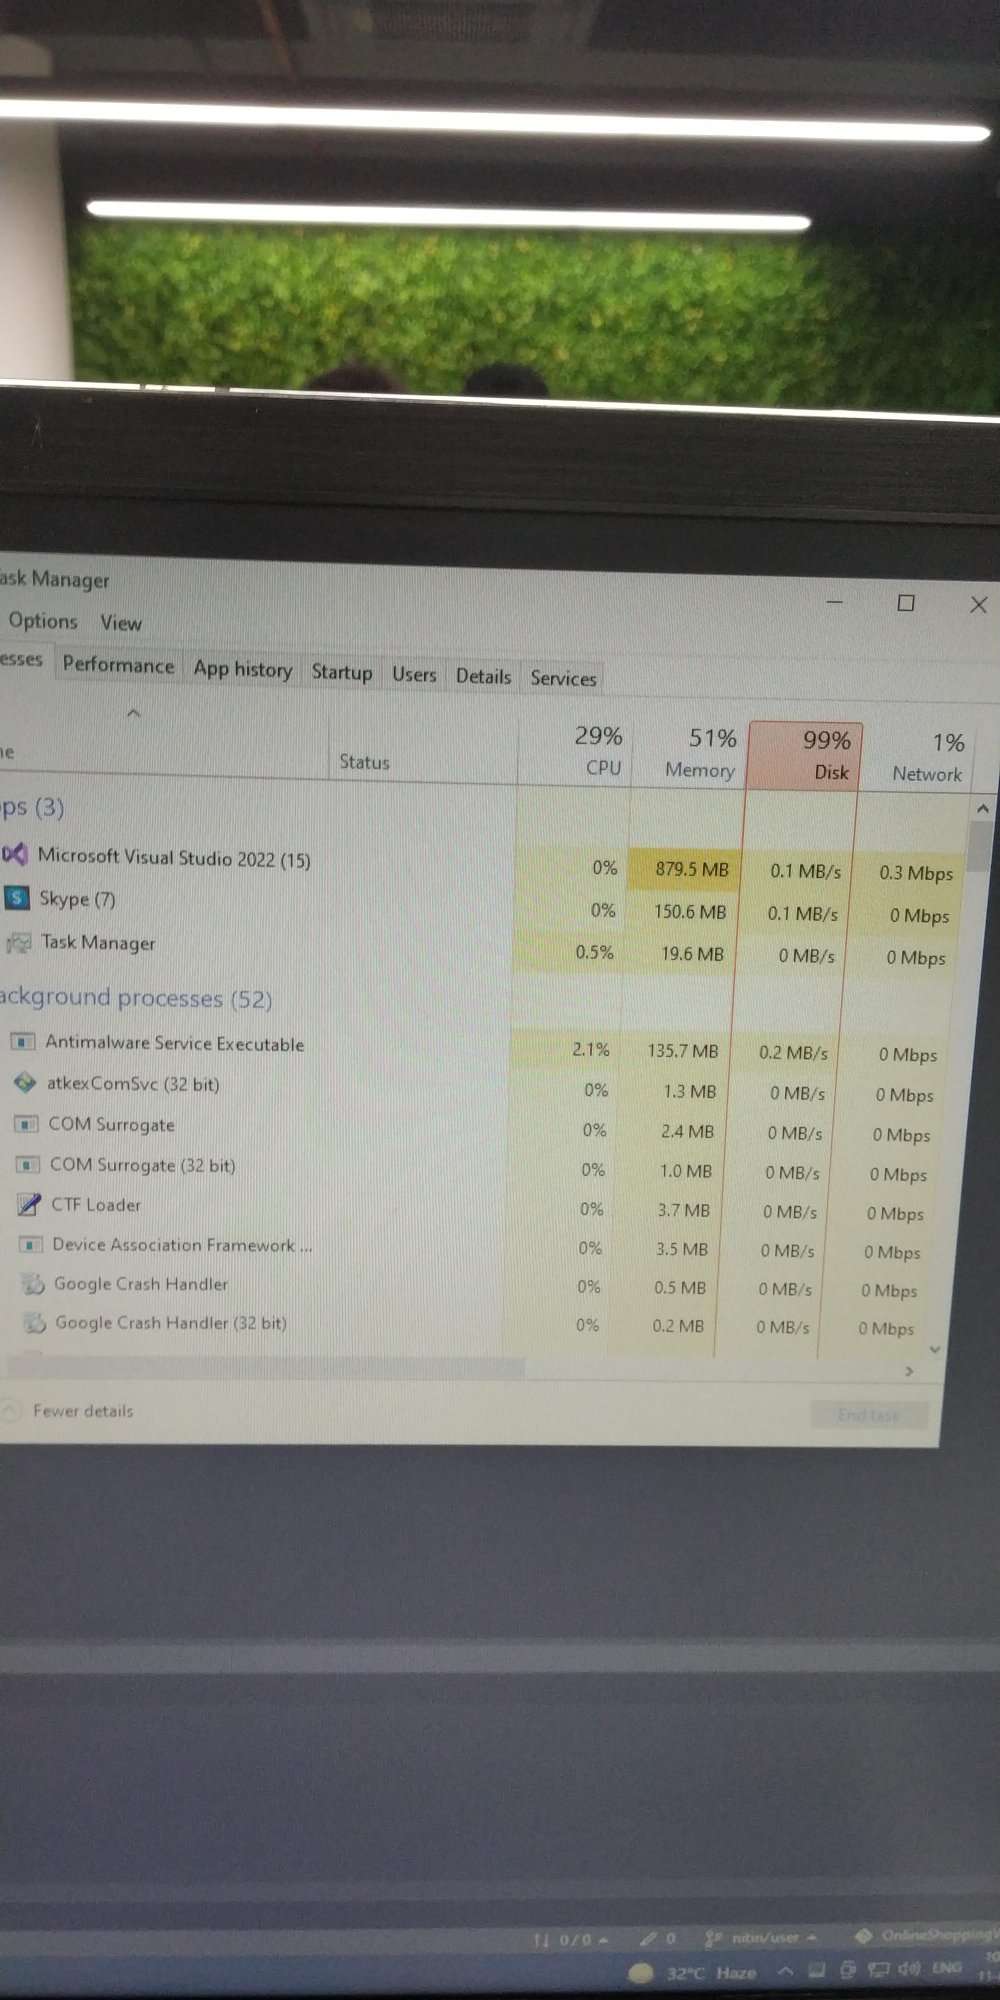 ask Manager
Options View
esses Performance App history Startup Users Details Services
29% 51% 99% 1%
e Status CPU Memory Disk Network
ps (3)
Microsoft Visual Studio 2022 (15) 0% 879.5 MB 0.1 MB/s 0.3 Mbps
Skype (7) 0% 150.6 MB 0.1 MB/s 0 Mbps
Task Manager 0.5% 19.6 MB 0 MB/s 0 Mbps
ackground processes (52)
Antimalware Service Executable 2.1% 135.7 MB 0.2 MB/s 0 Mbps
atkexComSvc (32 bit) 0% 1.3 MB 0 MB/s 0 Mbps
COM Surrogate 0% 2.4 MB 0 MB/s 0 Mbps
COM Surrogate (32 bit) 0% 1.0 MB 0 MB/s 0 Mbps
CTF Loader 0% 3.7 MB 0 MB/s 0 Mbps
Device Association Framework ... 0% 3.5 MB 0 MB/s 0 Mbps
Google Crash Handler 0% 0.5 MB 0 MB/s 0 Mbps
Google Crash Handler (32 bit) 0% 0.2 MB 0 MB/s 0 Mbps
Fewer details End task
0/0 0 nitin/user OnlineShopping
32°C Haze ENG